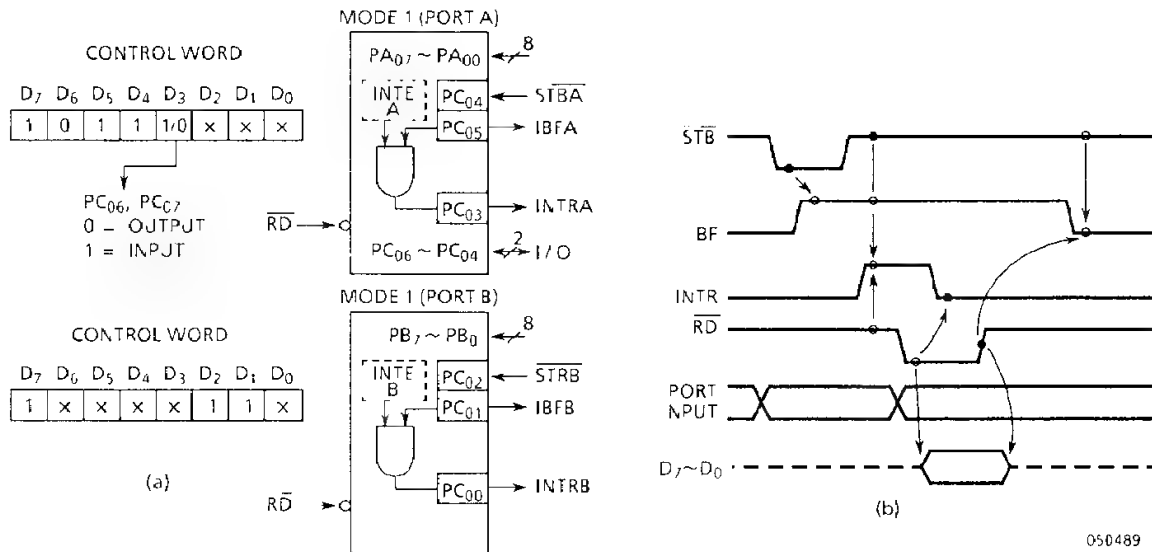 MODE 1 (PORT A)
CONTROL WORD
D7 D6 D5 D4 D3 D2 D1 D0
1 0 1 1 1/0 x x x
PC06, PC07
0 = OUTPUT
1 = INPUT
PA07 ~ PA00
8
INTE
A
PC04
STBA
PC05
IBFA
PC03
INTRA
RD
PC06 ~ PC04
2
I/O
MODE 1 (PORT B)
CONTROL WORD
D7 D6 D5 D4 D3 D2 D1 D0
1 x x x x 1 1 x
PB7 ~ PB0
8
INTE
B
PC02
STRB
PC01
IBFB
PC00
INTRB
RD
(a)
STB
BF
INTR
RD
PORT
NPUT
D7~D0
(b)
050489